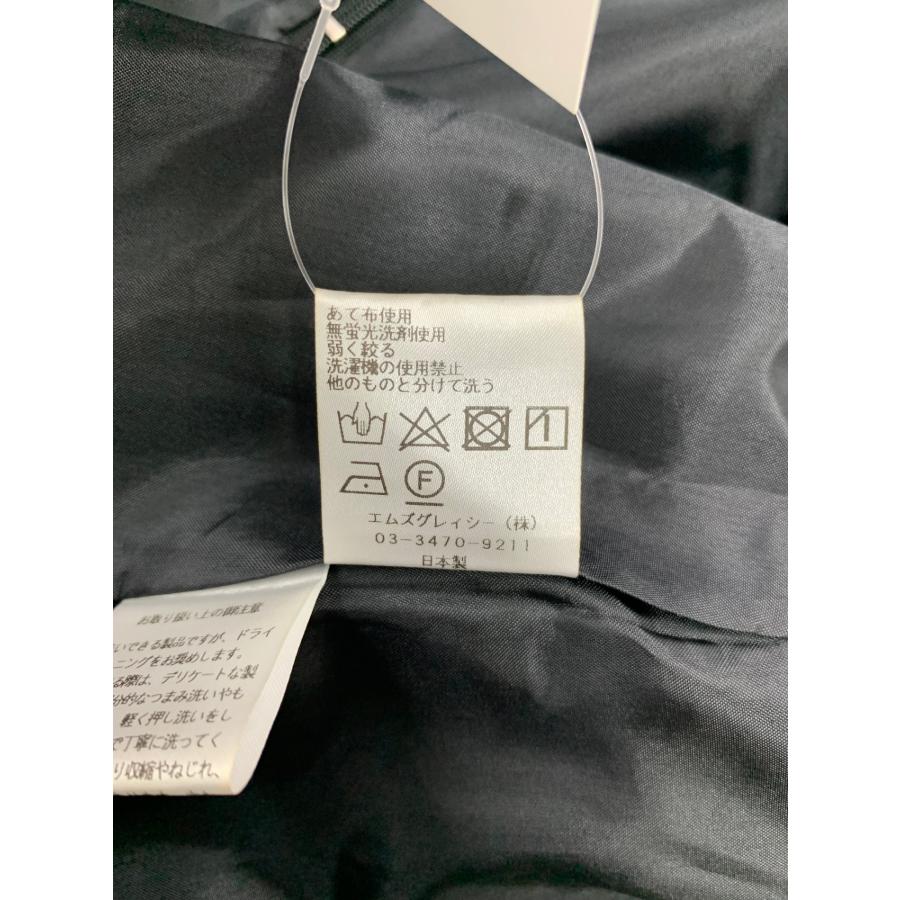 あて布使用
無蛍光洗剤使用
弱く絞る
洗濯機の使用禁止
他のものと分けて洗う
F
エムズグレィシー（株）
03-3470-9211
日本製
お取り扱い上の御注意
いできる製品ですが、ドライ
ニングをお奨めします。
る際は、デリケートな製
分的なつまみ洗いやも
軽く押し洗いをし
で丁寧に洗ってく
り収縮やねじれ、